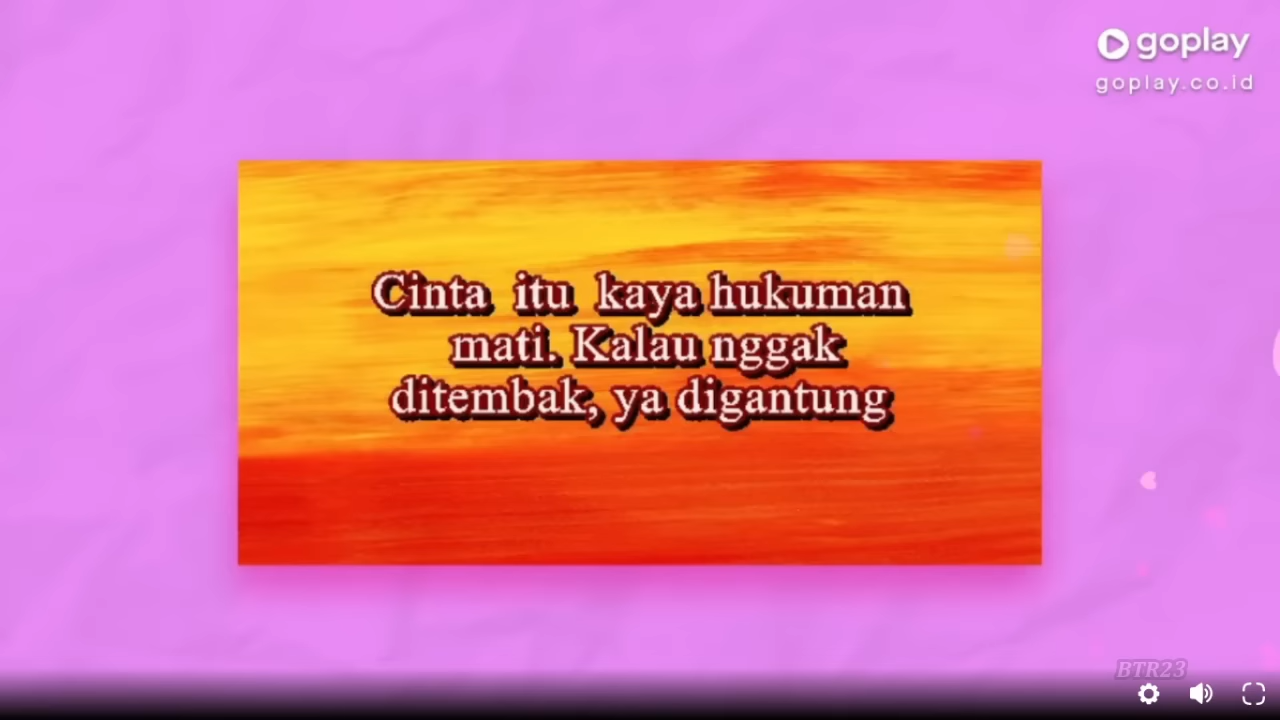 goplay
goplay.co.id
Cinta itu kaya hukuman
mati. Kalau nggak
ditembak, ya digantung
BTR23